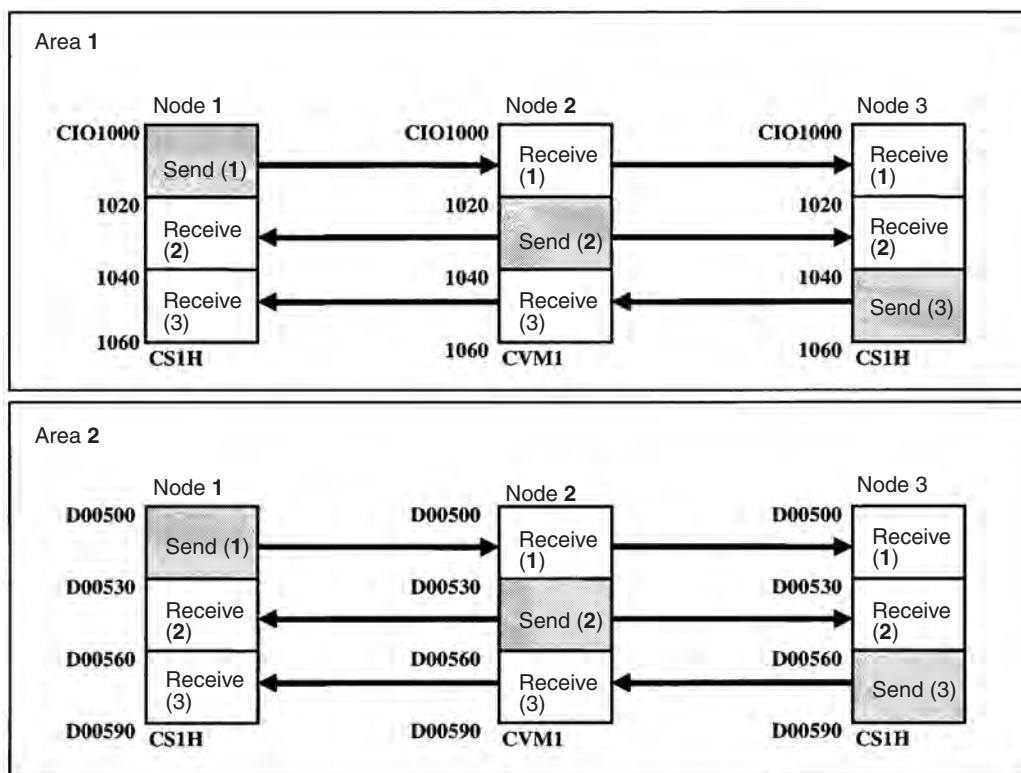 Area 1
Node 1
Node 2
Node 3
CIO1000
CIO1000
CIO1000
Send (1)
Receive
(1)
Receive
(1)
1020
1020
1020
Receive
(2)
Send (2)
Receive
(2)
1040
1040
1040
Receive
(3)
Receive
(3)
Send (3)
1060
1060
1060
CS1H
CVM1
CS1H
Area 2
Node 1
Node 2
Node 3
D00500
D00500
D00500
Send (1)
Receive
(1)
Receive
(1)
D00530
D00530
D00530
Receive
(2)
Send (2)
Receive
(2)
D00560
D00560
D00560
Receive
(3)
Receive
(3)
Send (3)
D00590
D00590
D00590
CS1H
CVM1
CS1H